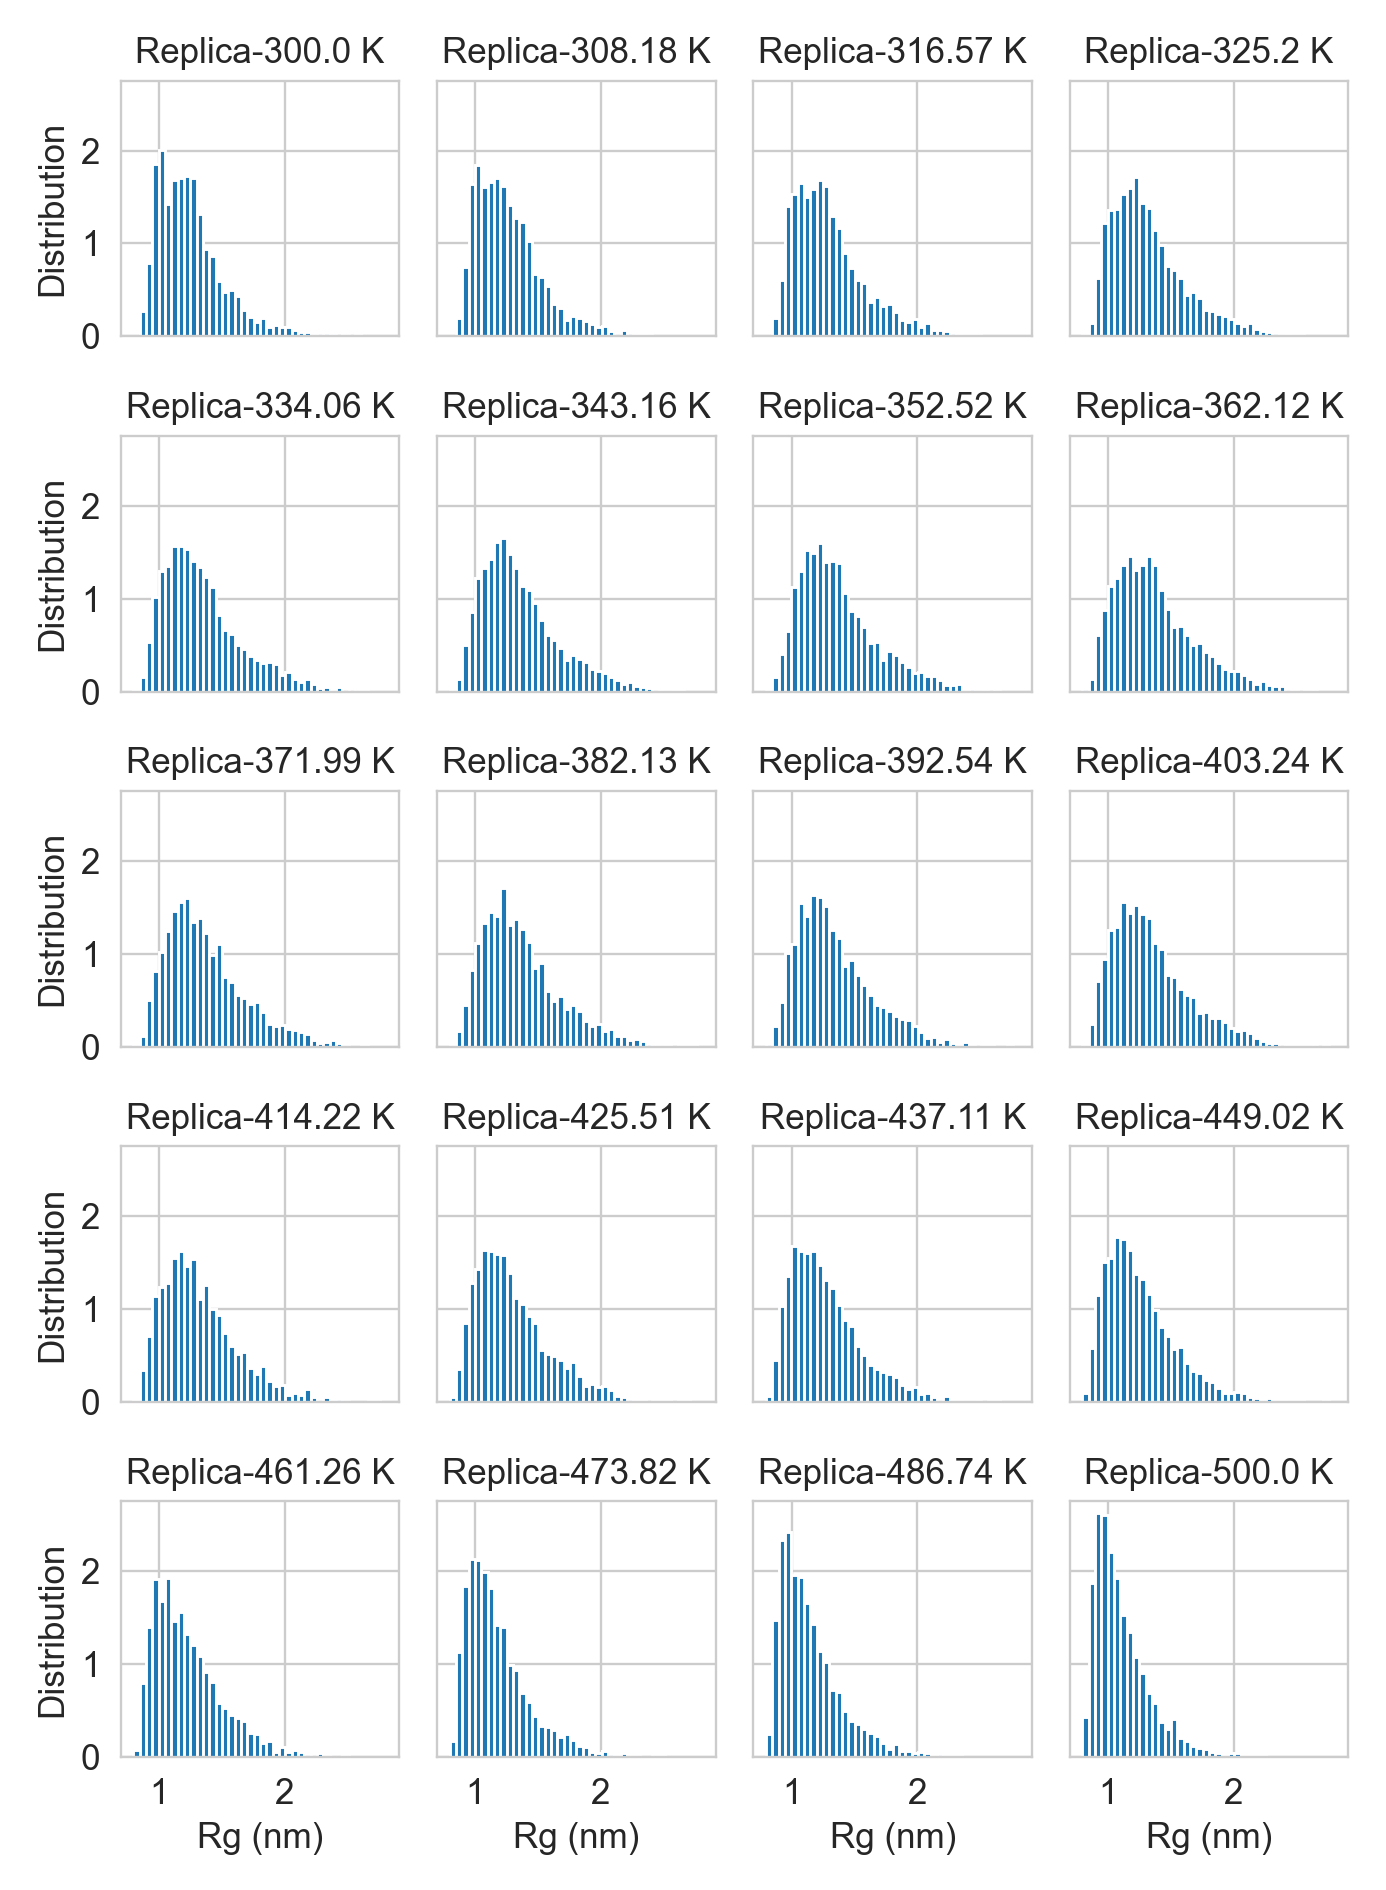 Replica-300.0 K Replica-308.18 K Replica-316.57 K Replica-325.2 K
2
1
0
Distribution
Replica-334.06 K Replica-343.16 K Replica-352.52 K Replica-362.12 K
2
1
0
Distribution
Replica-371.99 K Replica-382.13 K Replica-392.54 K Replica-403.24 K
2
1
0
Distribution
Replica-414.22 K Replica-425.51 K Replica-437.11 K Replica-449.02 K
2
1
0
Distribution
Replica-461.26 K Replica-473.82 K Replica-486.74 K Replica-500.0 K
2
1
0
Distribution
1 2 1 2 1 2 1 2
Rg (nm) Rg (nm) Rg (nm) Rg (nm)